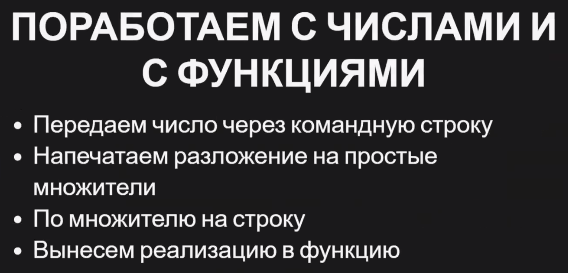 ПОРАБОТАЕМ С ЧИСЛАМИ И
С ФУНКЦИЯМИ
• Передаем число через командную строку
• Напечатаем разложение на простые
множители
• По множителю на строку
• Вынесем реализацию в функцию